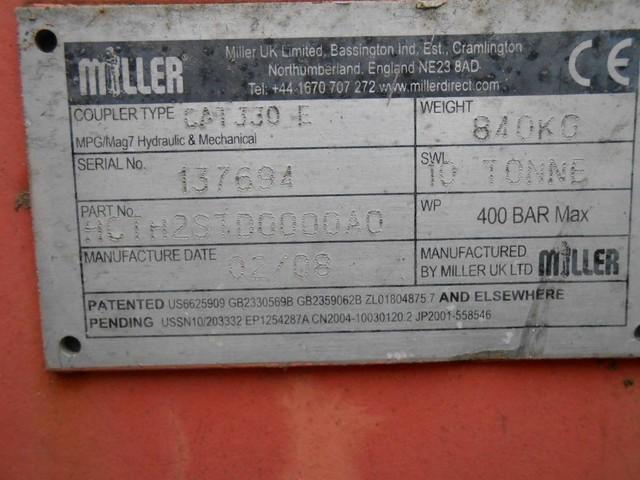 MILLER
Miller UK Limited, Bassington Ind. Est., Cramlington
Northumberland, England NE23 8AD
Tel: +44 1670 707 272 www.millerdirect.com
CE
COUPLER TYPE CAT 330 E
MPG/Mag7 Hydraulic & Mechanical
WEIGHT 840KG
SERIAL No. 137694
SWL 10 TONNE
PART No. HCTH2STD0000A0
WP 400 BAR Max
MANUFACTURE DATE 02/08
MANUFACTURED
BY MILLER UK LTD MILLER
PATENTED US6625909 GB2330569B GB2359062B ZL01804875.7 AND ELSEWHERE
PENDING USSN10/203332 EP1254287A CN2004-10030120.2 JP2001-558546